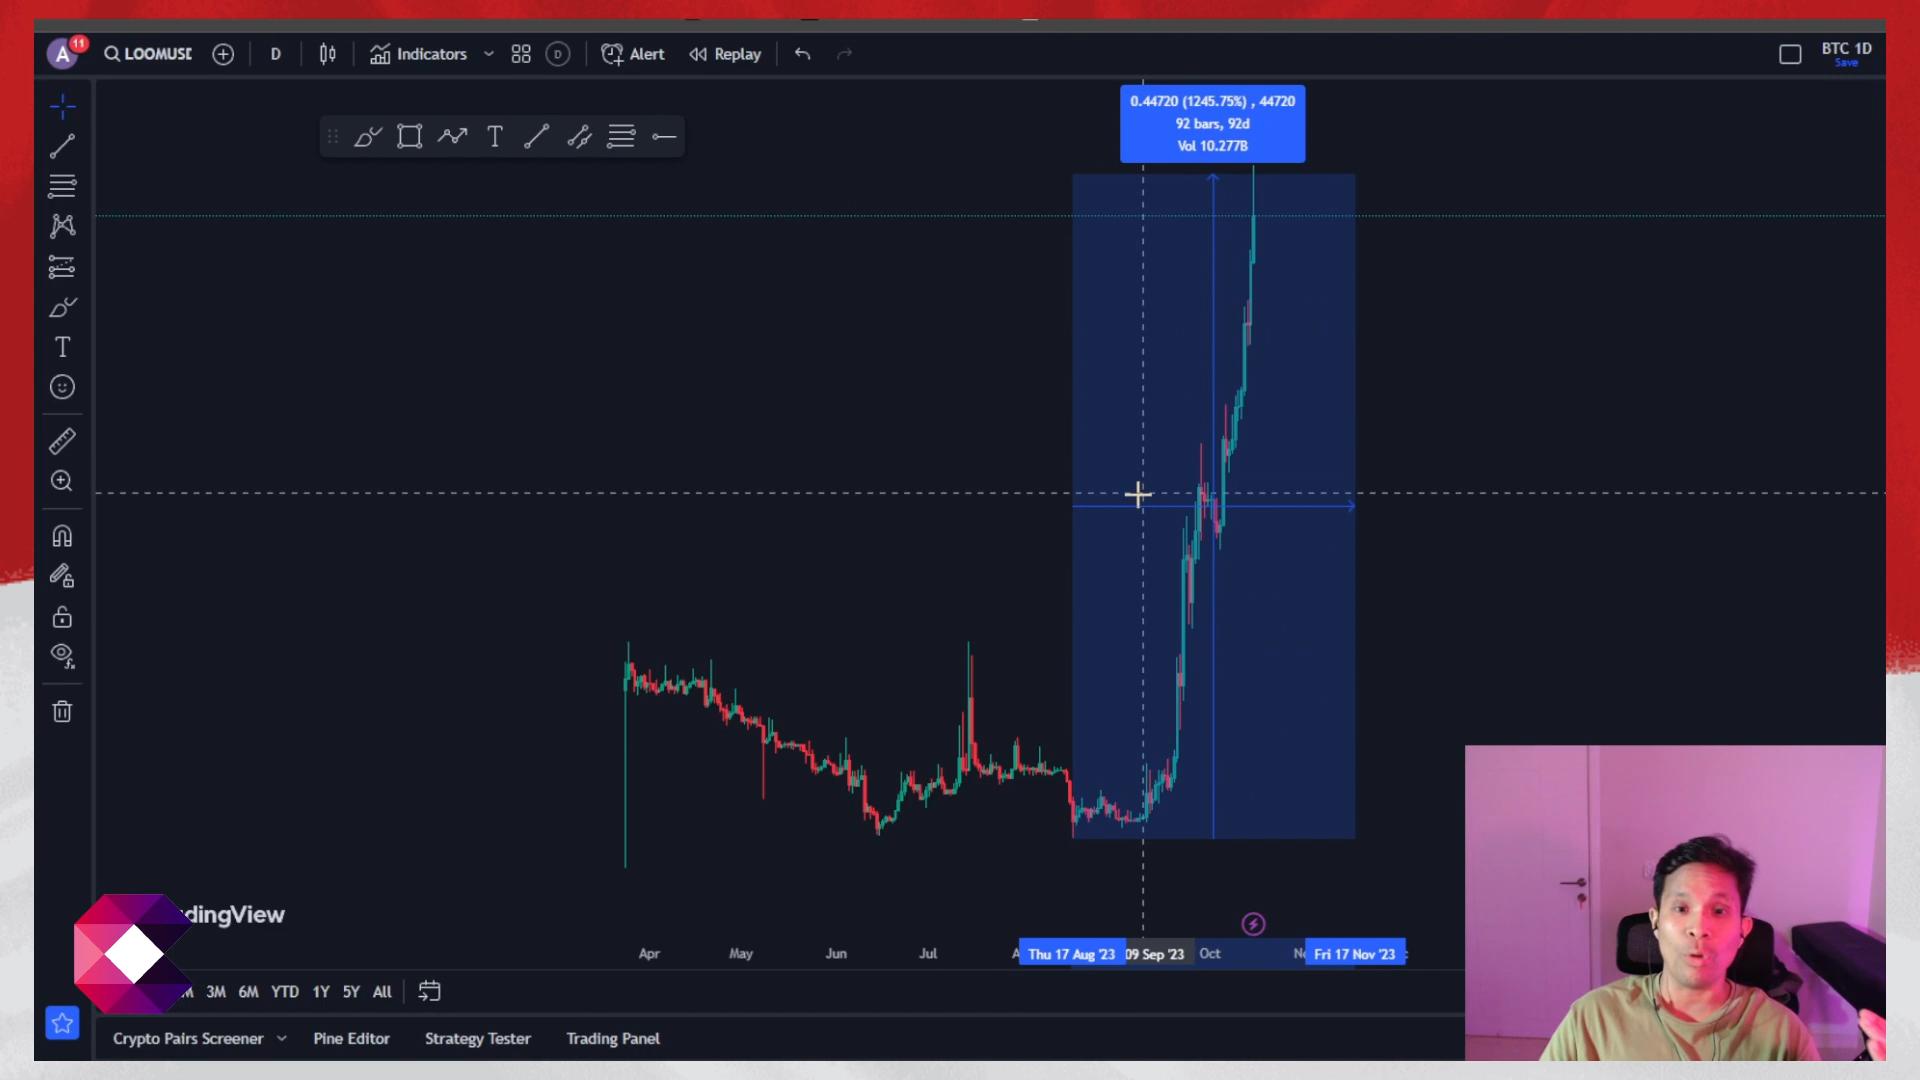 A
11
LOOMUSD
D
Indicators
D
Alert
Replay
BTC 1D
Save
0.44720 (1245.75%) , 44720
92 bars, 92d
Vol 10.277B
dingView
Apr
May
Jun
Jul
A
Thu 17 Aug '23
09 Sep '23
Oct
Fri 17 Nov '23
3M
6M
YTD
1Y
5Y
All
Crypto Pairs Screener
Pine Editor
Strategy Tester
Trading Panel